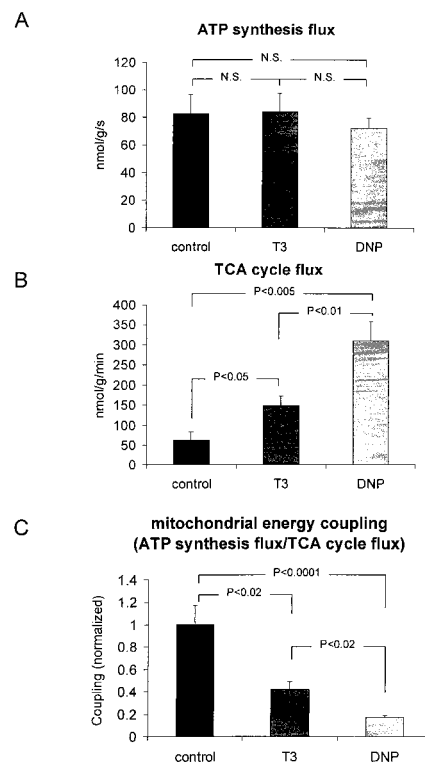 A
ATP synthesis flux
N.S.
N.S.
N.S.
120
100
80
60
40
20
0
nmol/g/s
control
T3
DNP
B
TCA cycle flux
P<0.005
P<0.01
P<0.05
400
350
300
250
200
150
100
50
0
nmol/g/min
control
T3
DNP
C
mitochondrial energy coupling
(ATP synthesis flux/TCA cycle flux)
P<0.0001
P<0.02
P<0.02
1.4
1.2
1
0.8
0.6
0.4
0.2
0
Coupling (normalized)
control
T3
DNP